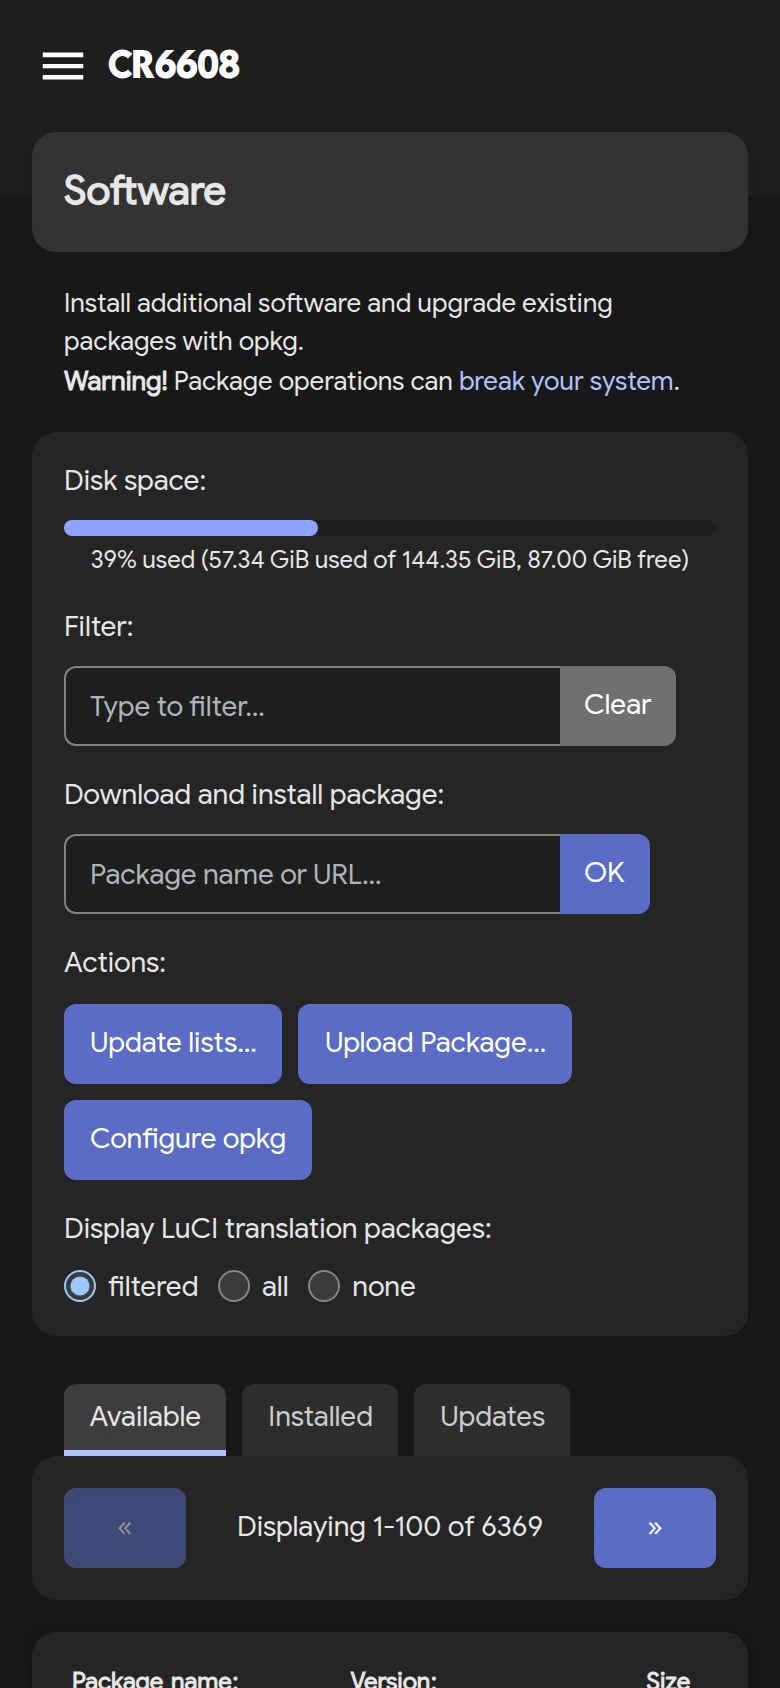 CR6608
Software
Install additional software and upgrade existing
packages with opkg.
Warning! Package operations can break your system.
Disk space:
39% used (57.34 GiB used of 144.35 GiB, 87.00 GiB free)
Filter:
Type to filter...
Clear
Download and install package:
Package name or URL...
OK
Actions:
Update lists...
Upload Package...
Configure opkg
Display LuCI translation packages:
filtered all none
Available Installed Updates
« Displaying 1-100 of 6369 »
Package name: Version: Size